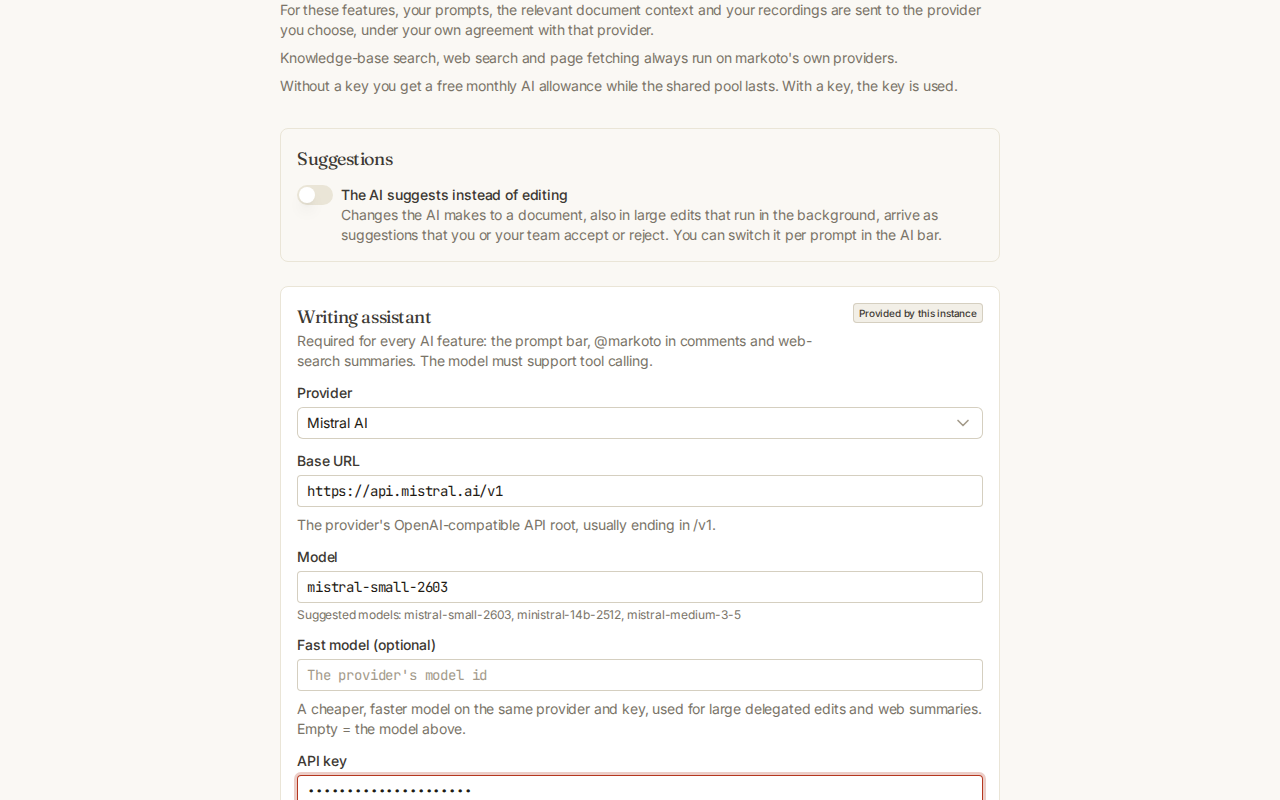 For these features, your prompts, the relevant document context and your recordings are sent to the provider
you choose, under your own agreement with that provider.
Knowledge-base search, web search and page fetching always run on markoto's own providers.
Without a key you get a free monthly AI allowance while the shared pool lasts. With a key, the key is used.
Suggestions
The AI suggests instead of editing
Changes the AI makes to a document, also in large edits that run in the background, arrive as
suggestions that you or your team accept or reject. You can switch it per prompt in the AI bar.
Writing assistant
Provided by this instance
Required for every AI feature: the prompt bar, @markoto in comments and web-
search summaries. The model must support tool calling.
Provider
Mistral AI
Base URL
https://api.mistral.ai/v1
The provider's OpenAI-compatible API root, usually ending in /v1.
Model
mistral-small-2603
Suggested models: mistral-small-2603, ministral-14b-2512, mistral-medium-3-5
Fast model (optional)
The provider's model id
A cheaper, faster model on the same provider and key, used for large delegated edits and web summaries.
Empty = the model above.
API key
•••••••••••••••••••••